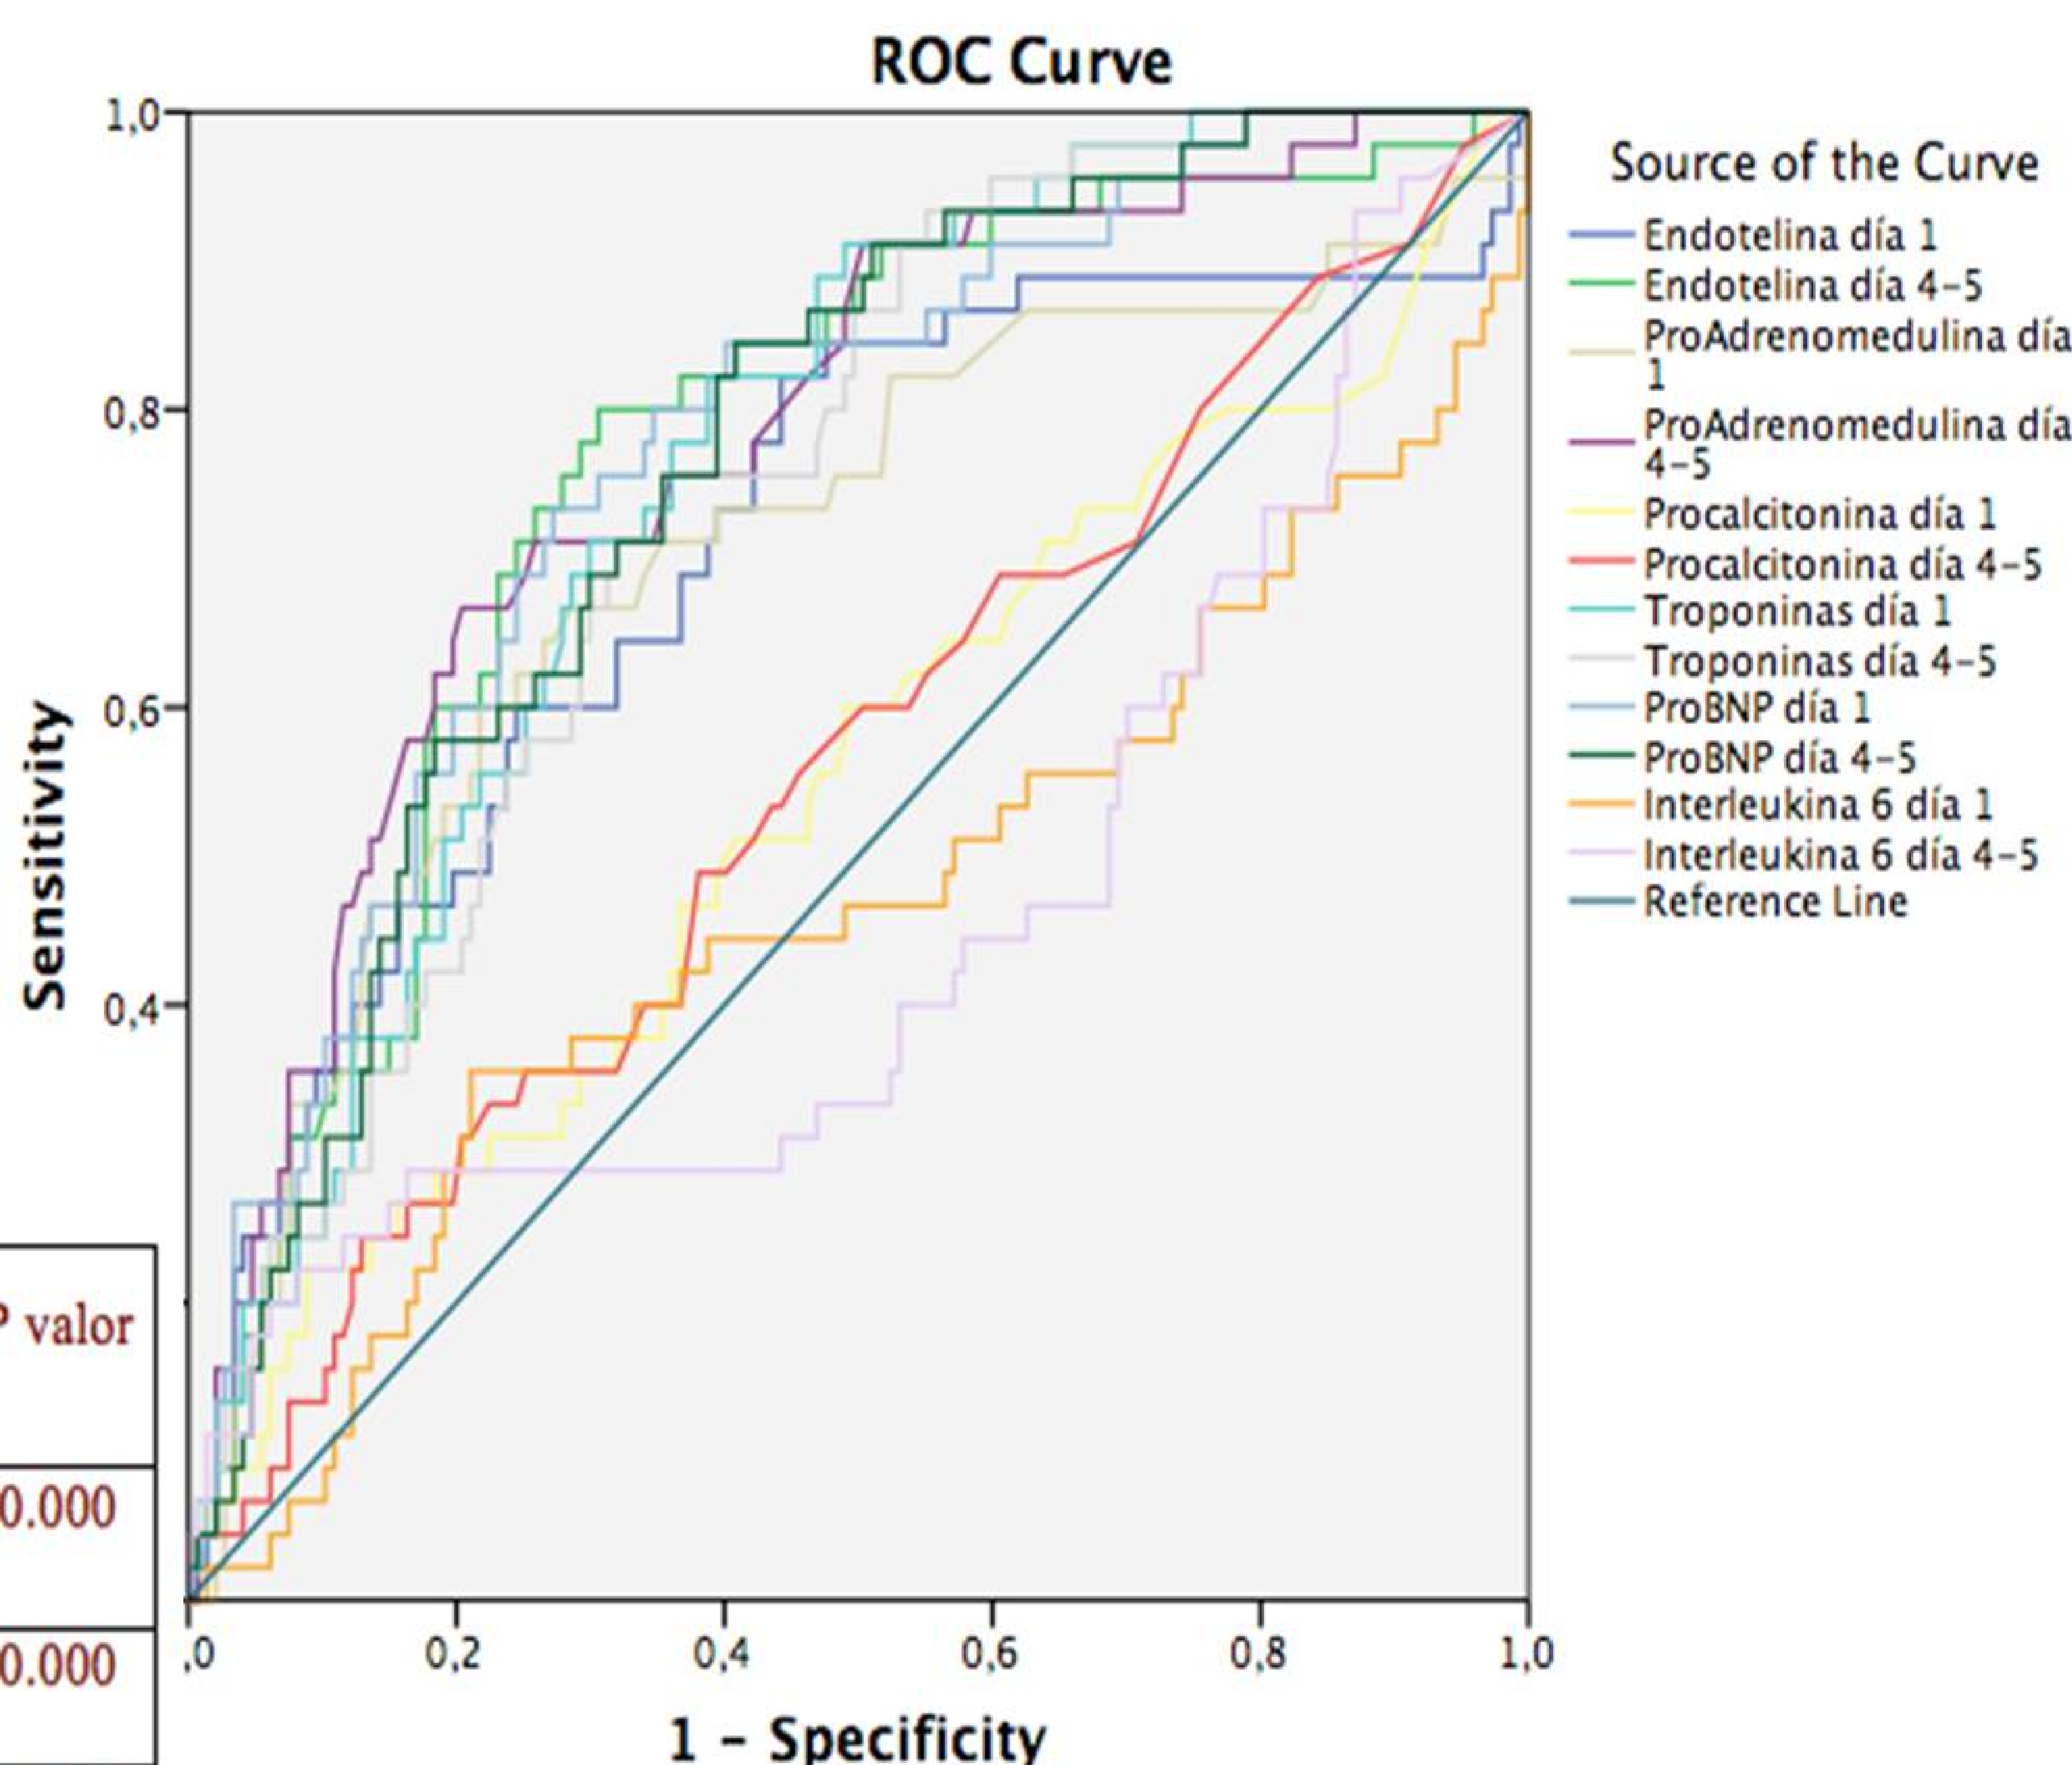 ROC Curve
1,0
0,8
0,6
0,4
Sensitivity
,0
0,2
0,4
0,6
0,8
1,0
1 - Specificity
Source of the Curve
Endotelina día 1
Endotelina día 4-5
ProAdrenomedulina día
1
ProAdrenomedulina día
4-5
Procalcitonina día 1
Procalcitonina día 4-5
Troponinas día 1
Troponinas día 4-5
ProBNP día 1
ProBNP día 4-5
Interleukina 6 día 1
Interleukina 6 día 4-5
Reference Line
P valor
0.000
0.000